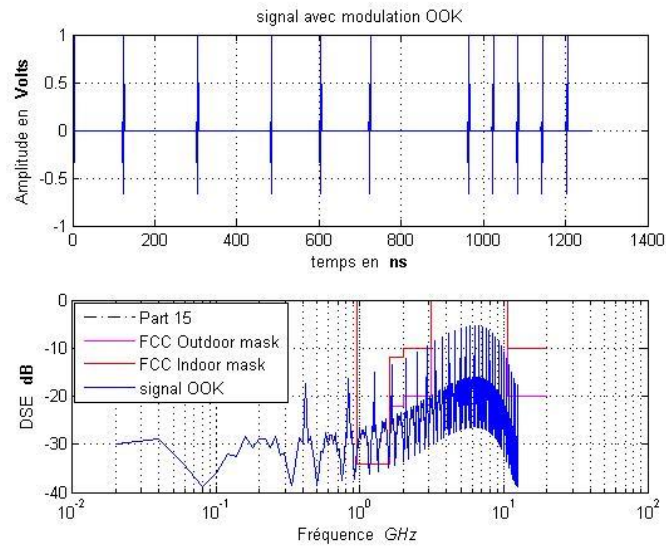 signal avec modulation OOK
1
0.5
0
-0.5
-1
Amplitude en Volts
0 200 400 600 800 1000 1200 1400
temps en ns
0
-10
-20
-30
-40
DSE dB
Part 15
FCC Outdoor mask
FCC Indoor mask
signal OOK
10^-2 10^-1 10^0 10^1 10^2
Fréquence GHz